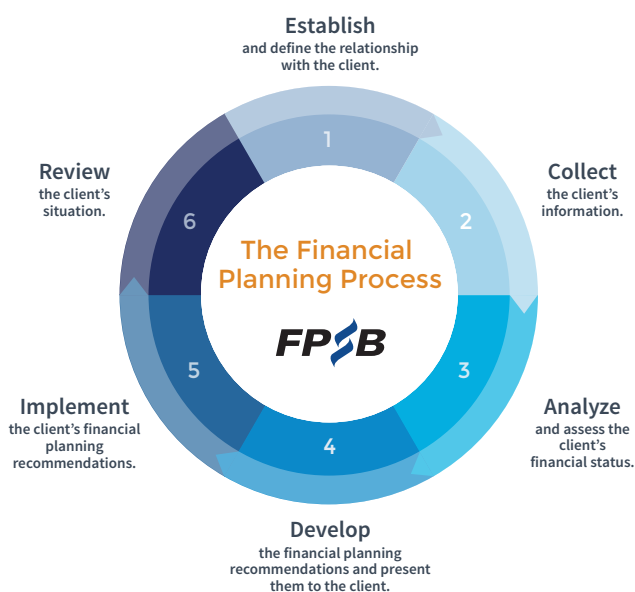 Establish
and define the relationship
with the client.
1
Collect
the client's
information.
2
Analyze
and assess the
client's
financial status.
3
Develop
the financial planning
recommendations and present
them to the client.
4
Implement
the client's financial
planning
recommendations.
5
Review
the client's
situation.
6
The Financial
Planning Process
FPSB